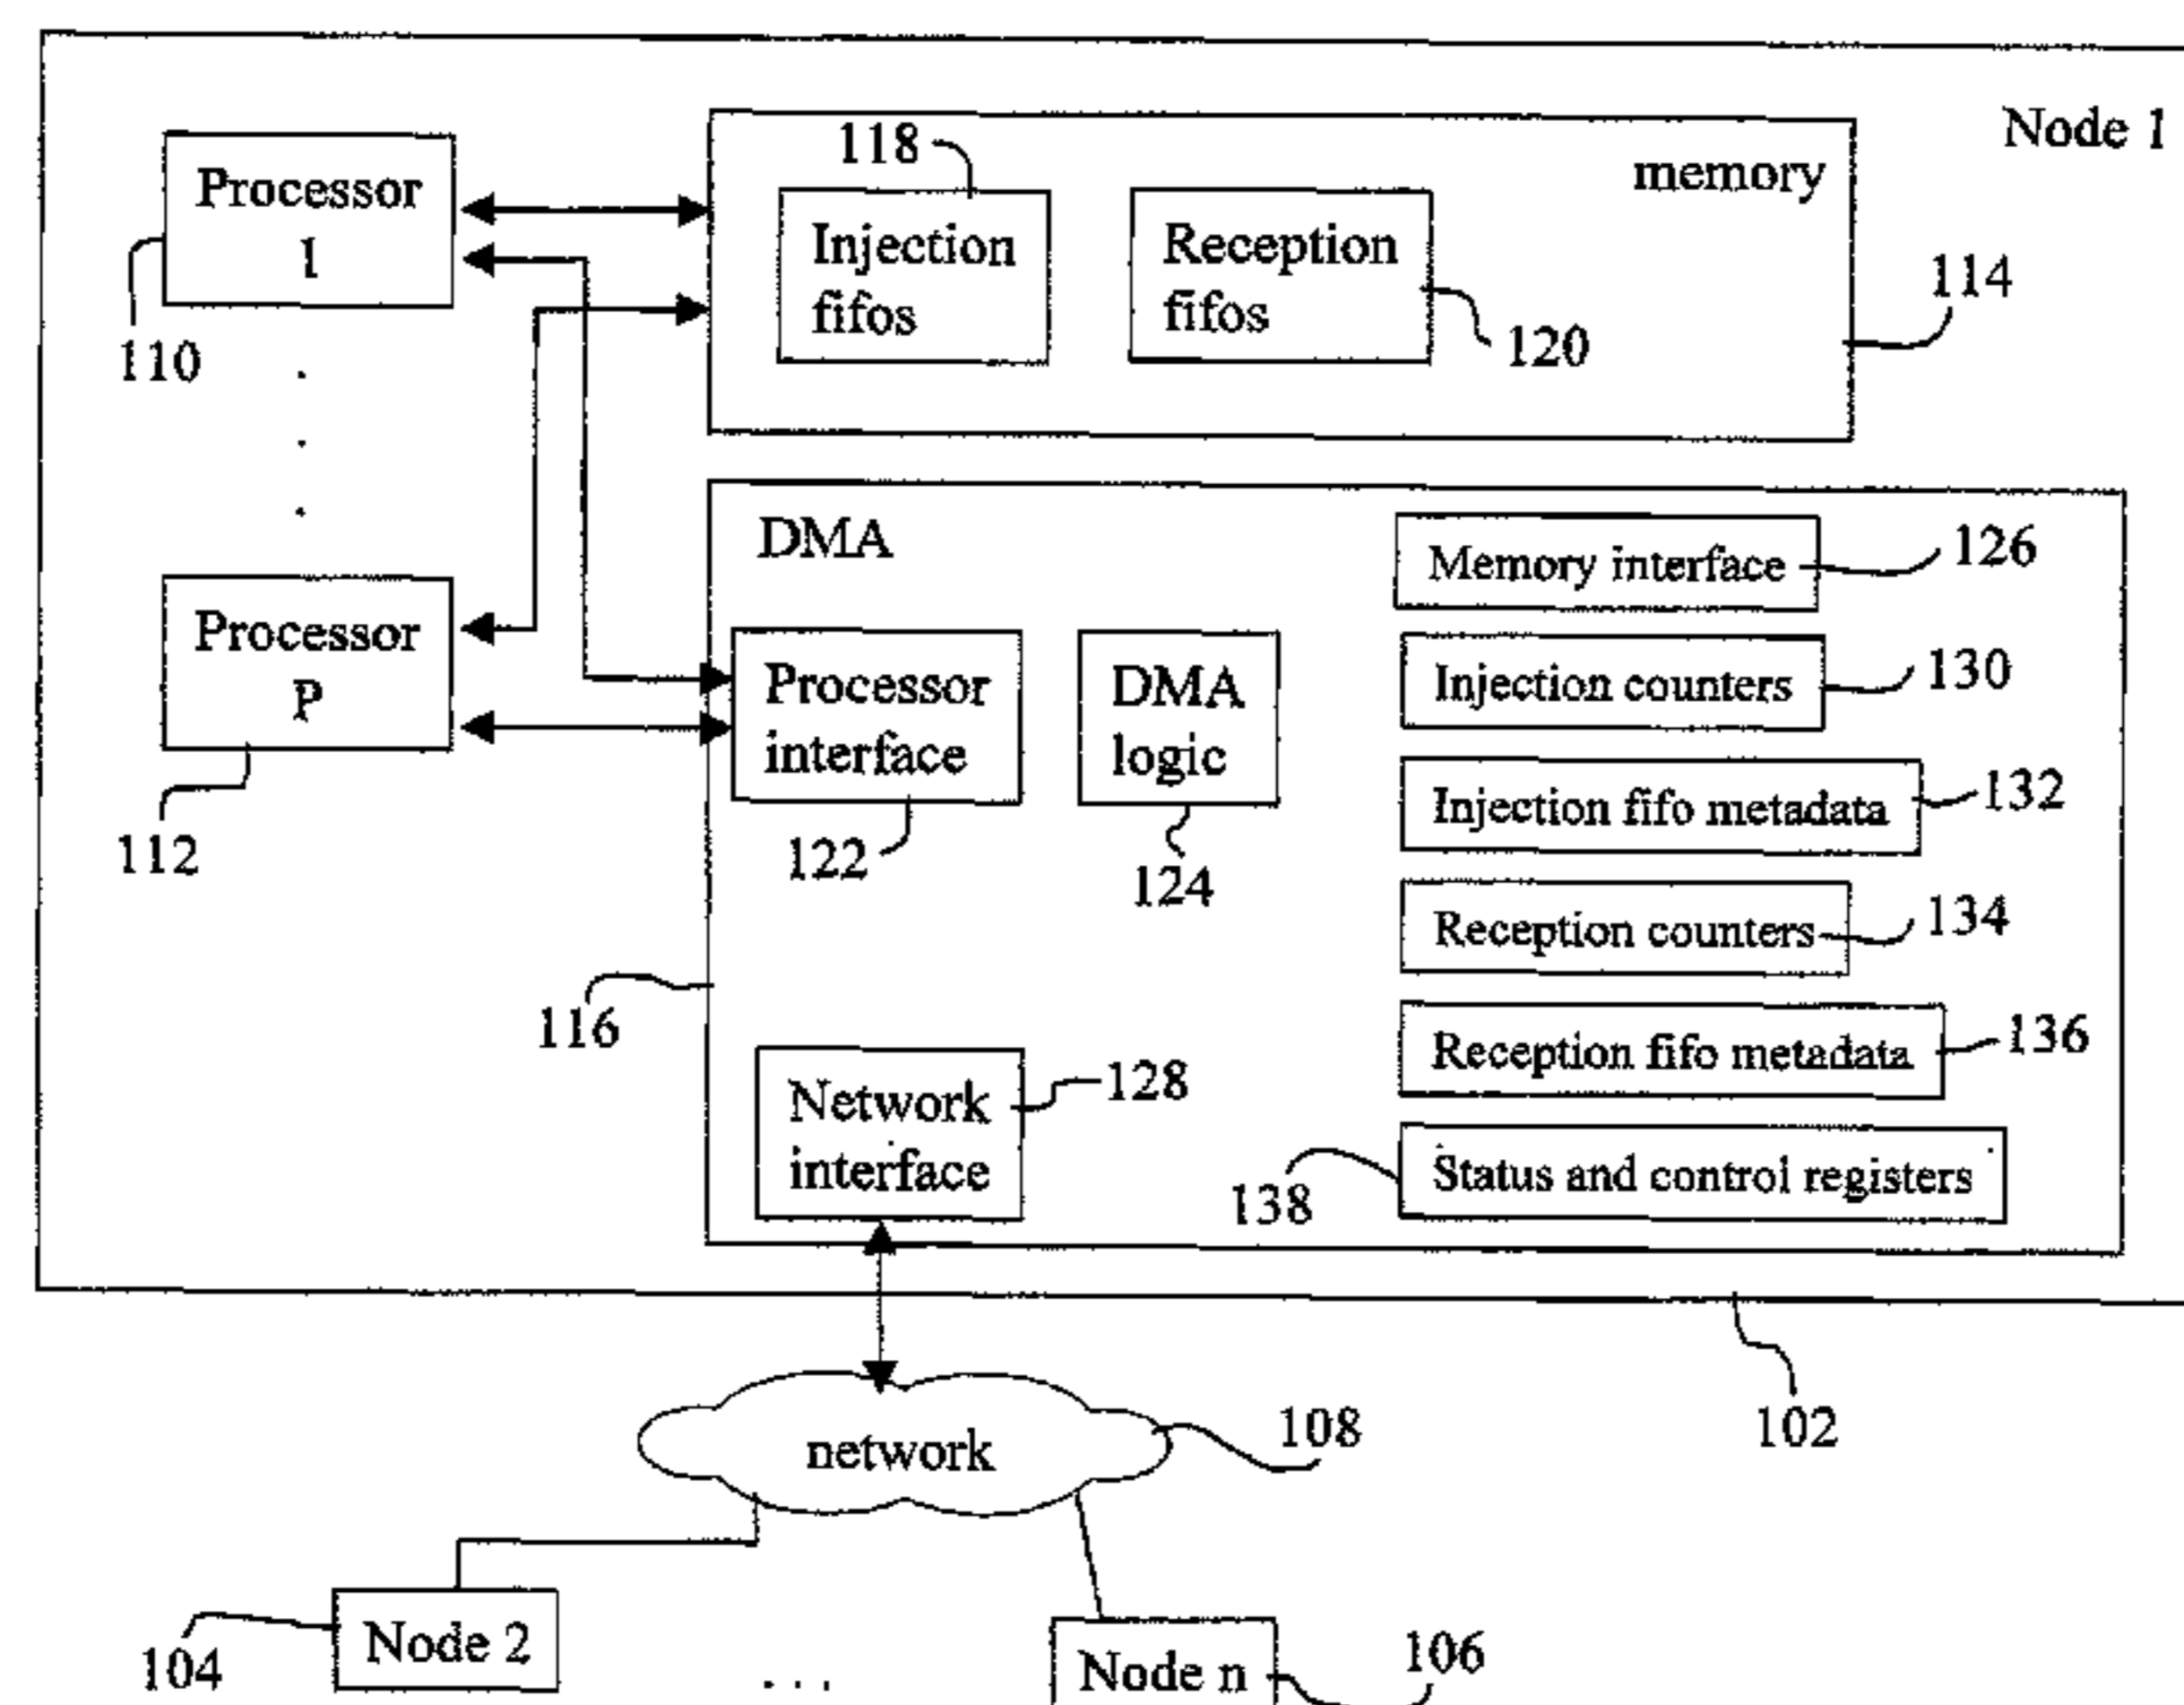 Node 1
118
memory
Processor
1
Injection
fifos
Reception
fifos
114
110
120
DMA
Memory interface
126
Processor
P
Processor
interface
DMA
logic
Injection counters
130
Injection fifo metadata
132
112
122
124
Reception counters
134
116
Reception fifo metadata
136
Network
interface
128
Status and control registers
138
network
108
102
Node 2
104
. . .
Node n
106